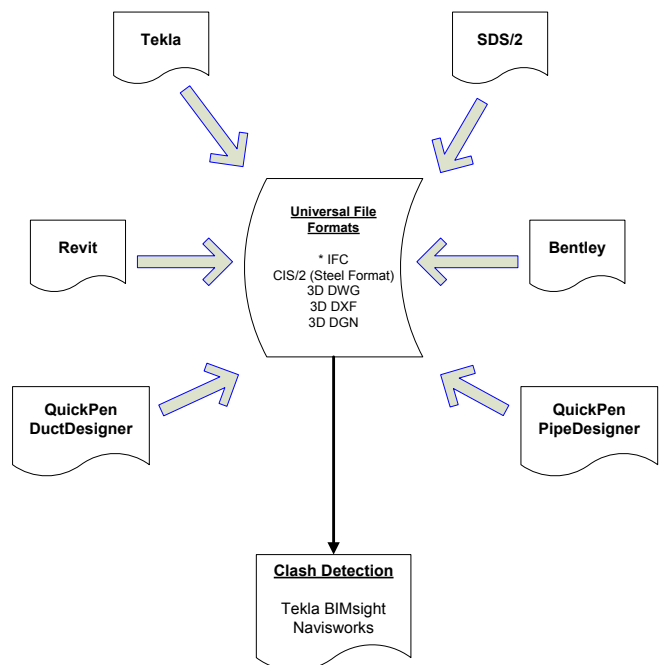 Tekla
SDS/2
Universal File
Formats
* IFC
CIS/2 (Steel Format)
3D DWG
3D DXF
3D DGN
Revit
Bentley
QuickPen
DuctDesigner
QuickPen
PipeDesigner
Clash Detection
Tekla BIMsight
Navisworks